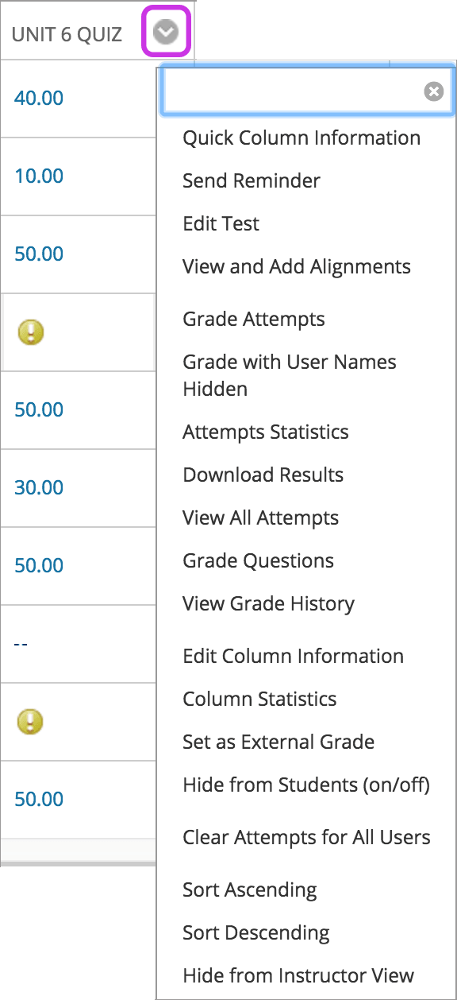 UNIT 6 QUIZ
40.00
10.00
50.00
50.00
30.00
50.00
--
50.00
Quick Column Information
Send Reminder
Edit Test
View and Add Alignments
Grade Attempts
Grade with User Names
Hidden
Attempts Statistics
Download Results
View All Attempts
Grade Questions
View Grade History
Edit Column Information
Column Statistics
Set as External Grade
Hide from Students (on/off)
Clear Attempts for All Users
Sort Ascending
Sort Descending
Hide from Instructor View